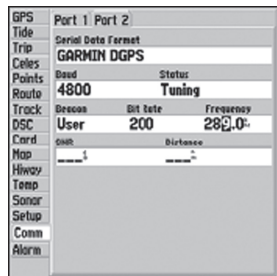 GPS
Tide
Trip
Celes
Points
Route
Track
DSC
Card
Map
Hiway
Temp
Sonar
Setup
Comm
Alarm
Port 1 Port 2
Serial Data Format
GARMIN DGPS
Baud Status
4800 Tuning
Beacon Bit Rate Frequency
User 200 289.0
SNR Distance